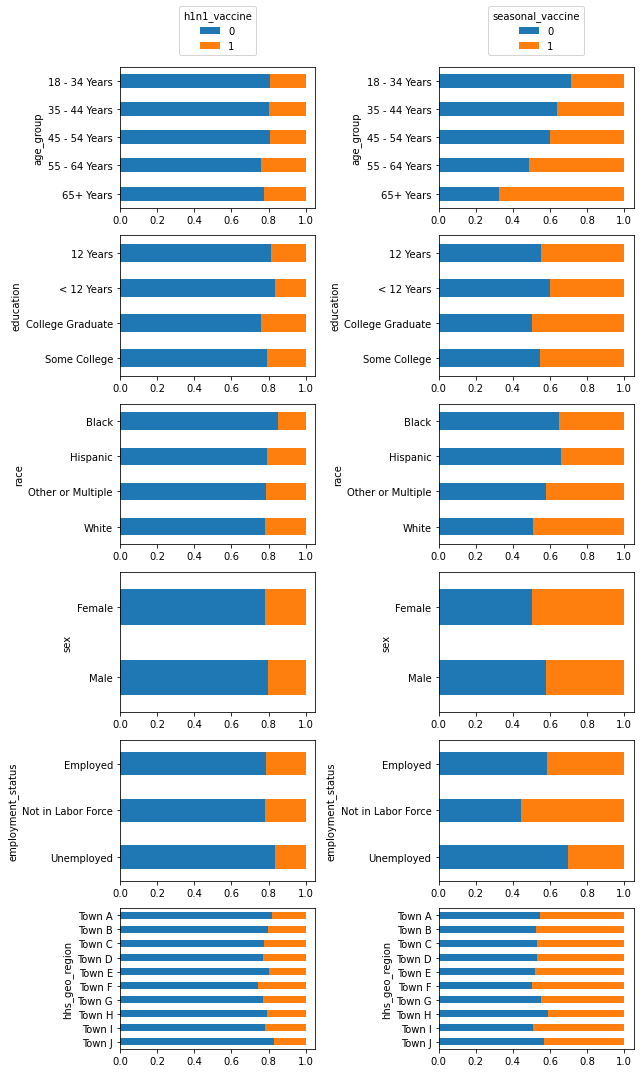 h1n1_vaccine
0
1
seasonal_vaccine
0
1
age_group
18 - 34 Years
35 - 44 Years
45 - 54 Years
55 - 64 Years
65+ Years
0.0 0.2 0.4 0.6 0.8 1.0
age_group
18 - 34 Years
35 - 44 Years
45 - 54 Years
55 - 64 Years
65+ Years
0.0 0.2 0.4 0.6 0.8 1.0
education
12 Years
< 12 Years
College Graduate
Some College
0.0 0.2 0.4 0.6 0.8 1.0
education
12 Years
< 12 Years
College Graduate
Some College
0.0 0.2 0.4 0.6 0.8 1.0
race
Black
Hispanic
Other or Multiple
White
0.0 0.2 0.4 0.6 0.8 1.0
race
Black
Hispanic
Other or Multiple
White
0.0 0.2 0.4 0.6 0.8 1.0
sex
Female
Male
0.0 0.2 0.4 0.6 0.8 1.0
sex
Female
Male
0.0 0.2 0.4 0.6 0.8 1.0
employment_status
Employed
Not in Labor Force
Unemployed
0.0 0.2 0.4 0.6 0.8 1.0
employment_status
Employed
Not in Labor Force
Unemployed
0.0 0.2 0.4 0.6 0.8 1.0
hhs_geo_region
Town A
Town B
Town C
Town D
Town E
Town F
Town G
Town H
Town I
Town J
0.0 0.2 0.4 0.6 0.8 1.0
hhs_geo_region
Town A
Town B
Town C
Town D
Town E
Town F
Town G
Town H
Town I
Town J
0.0 0.2 0.4 0.6 0.8 1.0